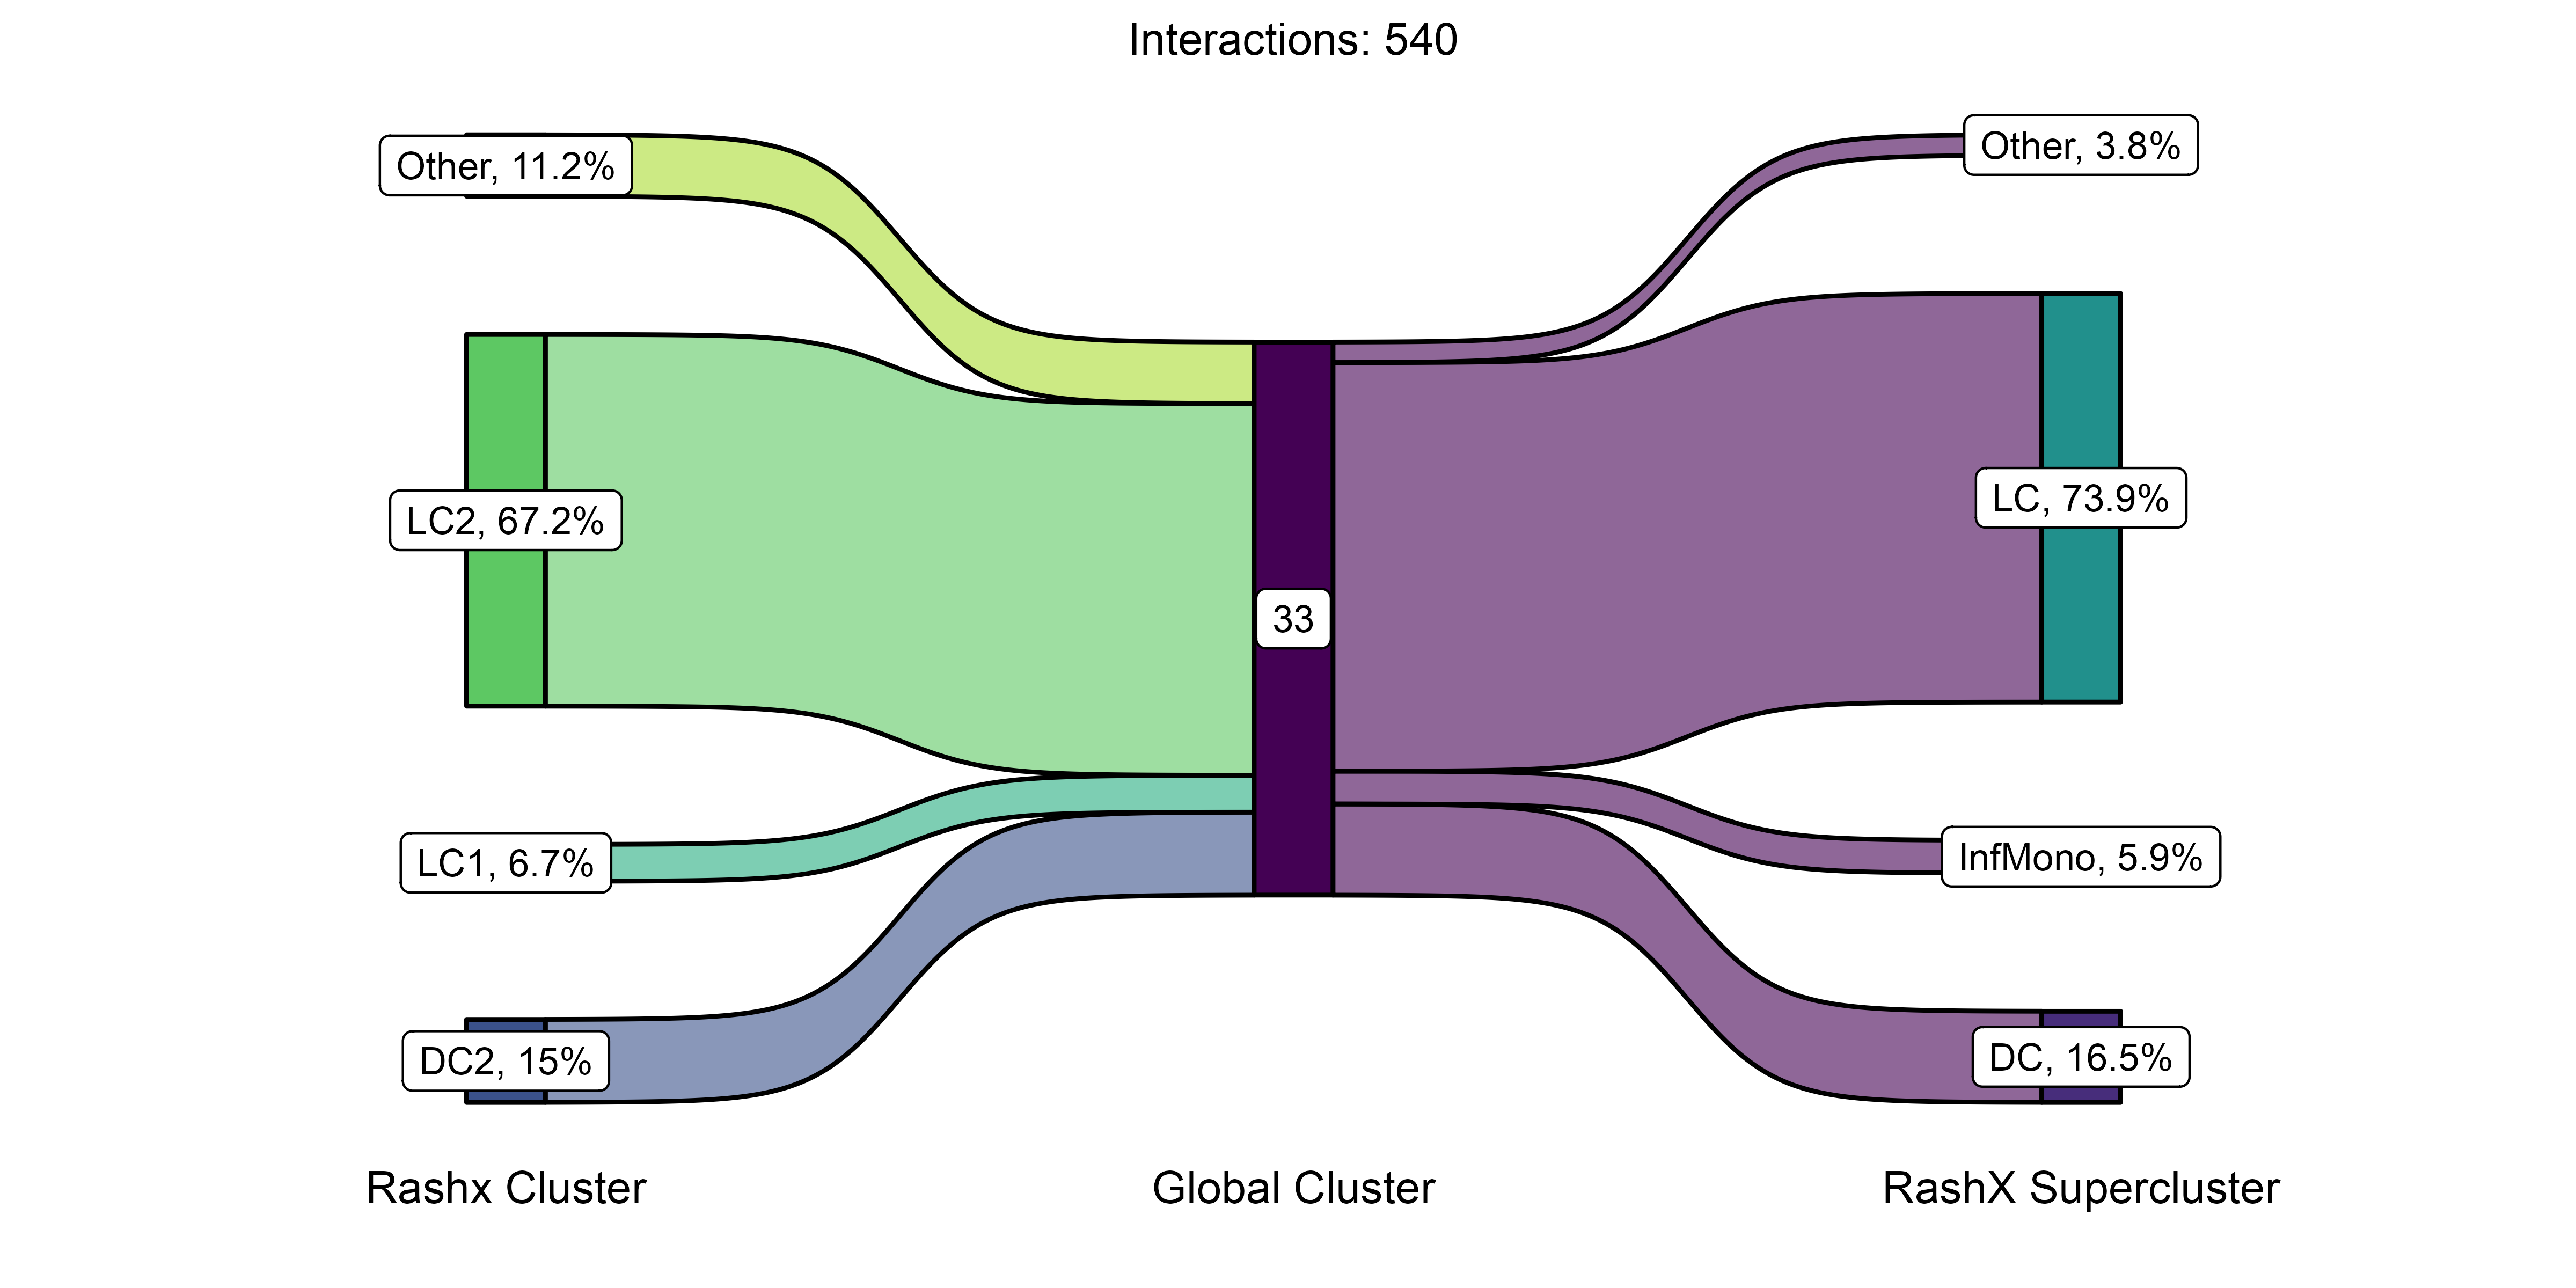 Interactions: 540
Other, 11.2%
LC2, 67.2%
LC1, 6.7%
DC2, 15%
33
Other, 3.8%
LC, 73.9%
InfMono, 5.9%
DC, 16.5%
Rashx Cluster
Global Cluster
RashX Supercluster